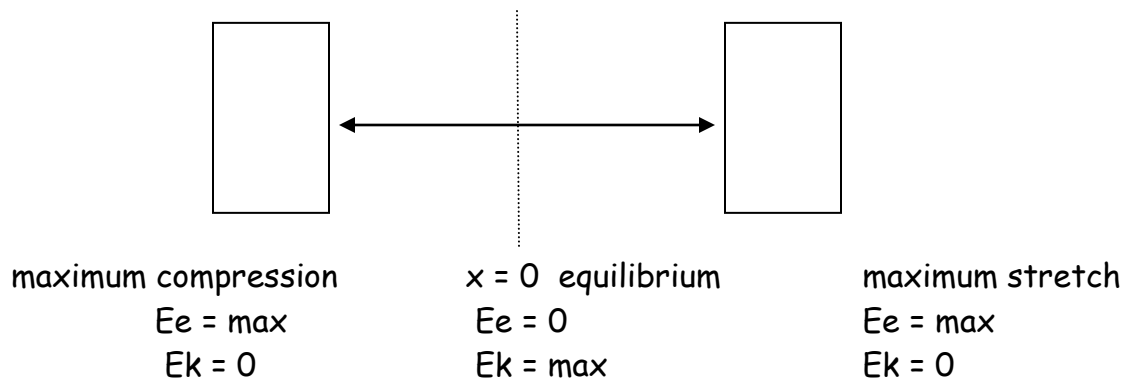 maximum compression x = 0 equilibrium maximum stretch
Ee = max Ee = 0 Ee = max
Ek = 0 Ek = max Ek = 0